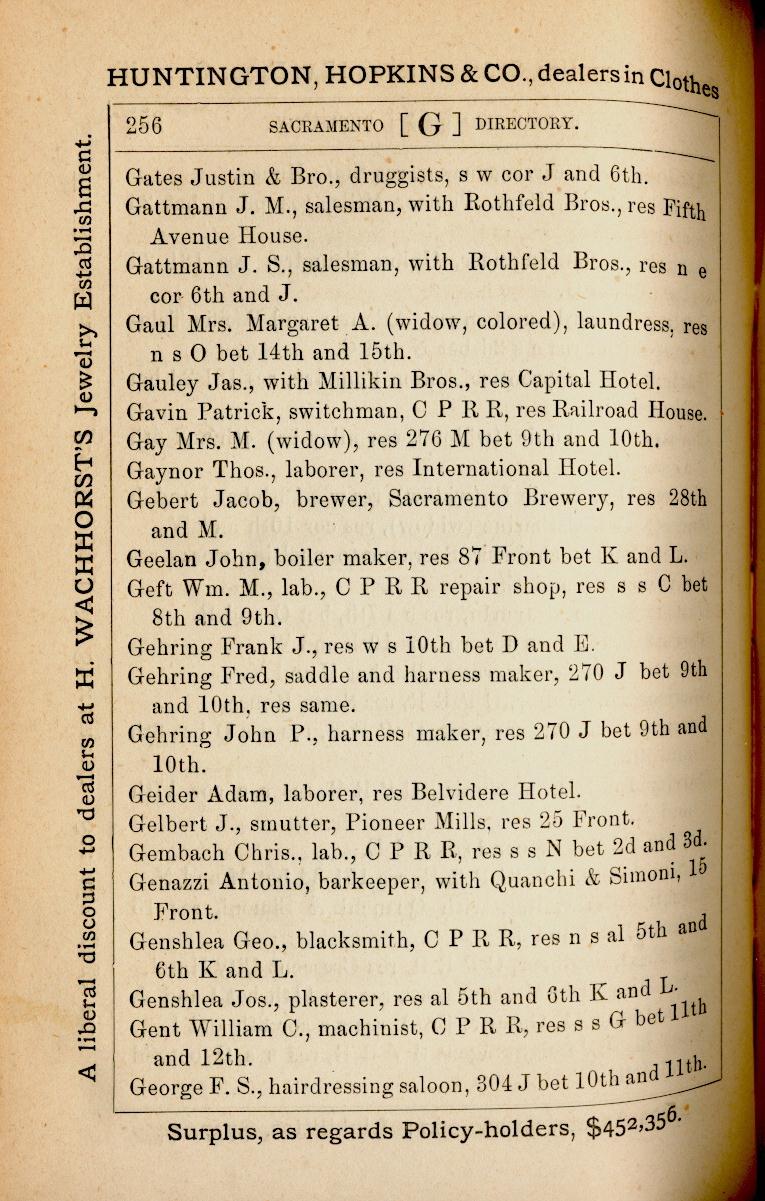 HUNTINGTON, HOPKINS & CO., dealers in Clothes
256 SACRAMENTO [ G ] DIRECTORY.
Gates Justin & Bro., druggists, s w cor J and 6th.
Gattmann J. M., salesman, with Rothfeld Bros., res Fifth
Avenue House.
Gattmann J. S., salesman, with Rothfeld Bros., res n e
cor 6th and J.
Gaul Mrs. Margaret A. (widow, colored), laundress, res
n s O bet 14th and 15th.
Gauley Jas., with Millikin Bros., res Capital Hotel.
Gavin Patrick, switchman, C P R R, res Railroad House.
Gay Mrs. M. (widow), res 276 M bet 9th and 10th.
Gaynor Thos., laborer, res International Hotel.
Gebert Jacob, brewer, Sacramento Brewery, res 28th
and M.
Geelan John, boiler maker, res 87 Front bet K and L.
Geft Wm. M., lab., C P R R repair shop, res s s C bet
8th and 9th.
Gehring Frank J., res w s 10th bet D and E.
Gehring Fred, saddle and harness maker, 270 J bet 9th
and 10th, res same.
Gehring John P., harness maker, res 270 J bet 9th and
10th.
Geider Adam, laborer, res Belvidere Hotel.
Gelbert J., smutter, Pioneer Mills, res 25 Front.
Gembach Chris., lab., C P R R, res s s N bet 2d and 3d.
Genazzi Antonio, barkeeper, with Quanchi & Simoni, 15
Front.
Genshlea Geo., blacksmith, C P R R, res n s al 5th and
6th K and L.
Genshlea Jos., plasterer, res al 5th and 6th K and L.
Gent William C., machinist, C P R R, res s s G bet 11th
and 12th.
George F. S., hairdressing saloon, 304 J bet 10th and 11th.
Surplus, as regards Policy-holders, $452,356.
A liberal discount to dealers at H. WACHHORST'S Jewelry Establishment.